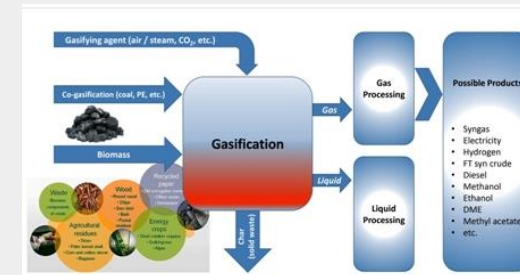 Gasifying agent (air / steam, CO₂, etc.)
Co-gasification (coal, PE, etc.)
Biomass
Gasification
Gas
Liquid
Char
(solid waste)
Gas
Processing
Liquid
Processing
Possible Products
• Syngas
• Electricity
• Hydrogen
• FT syn crude
• Diesel
• Methanol
• Ethanol
• DME
• Methyl acetate
• etc.
Waste
Wood
Recycled
paper
Agricultural
residues
Energy
crops